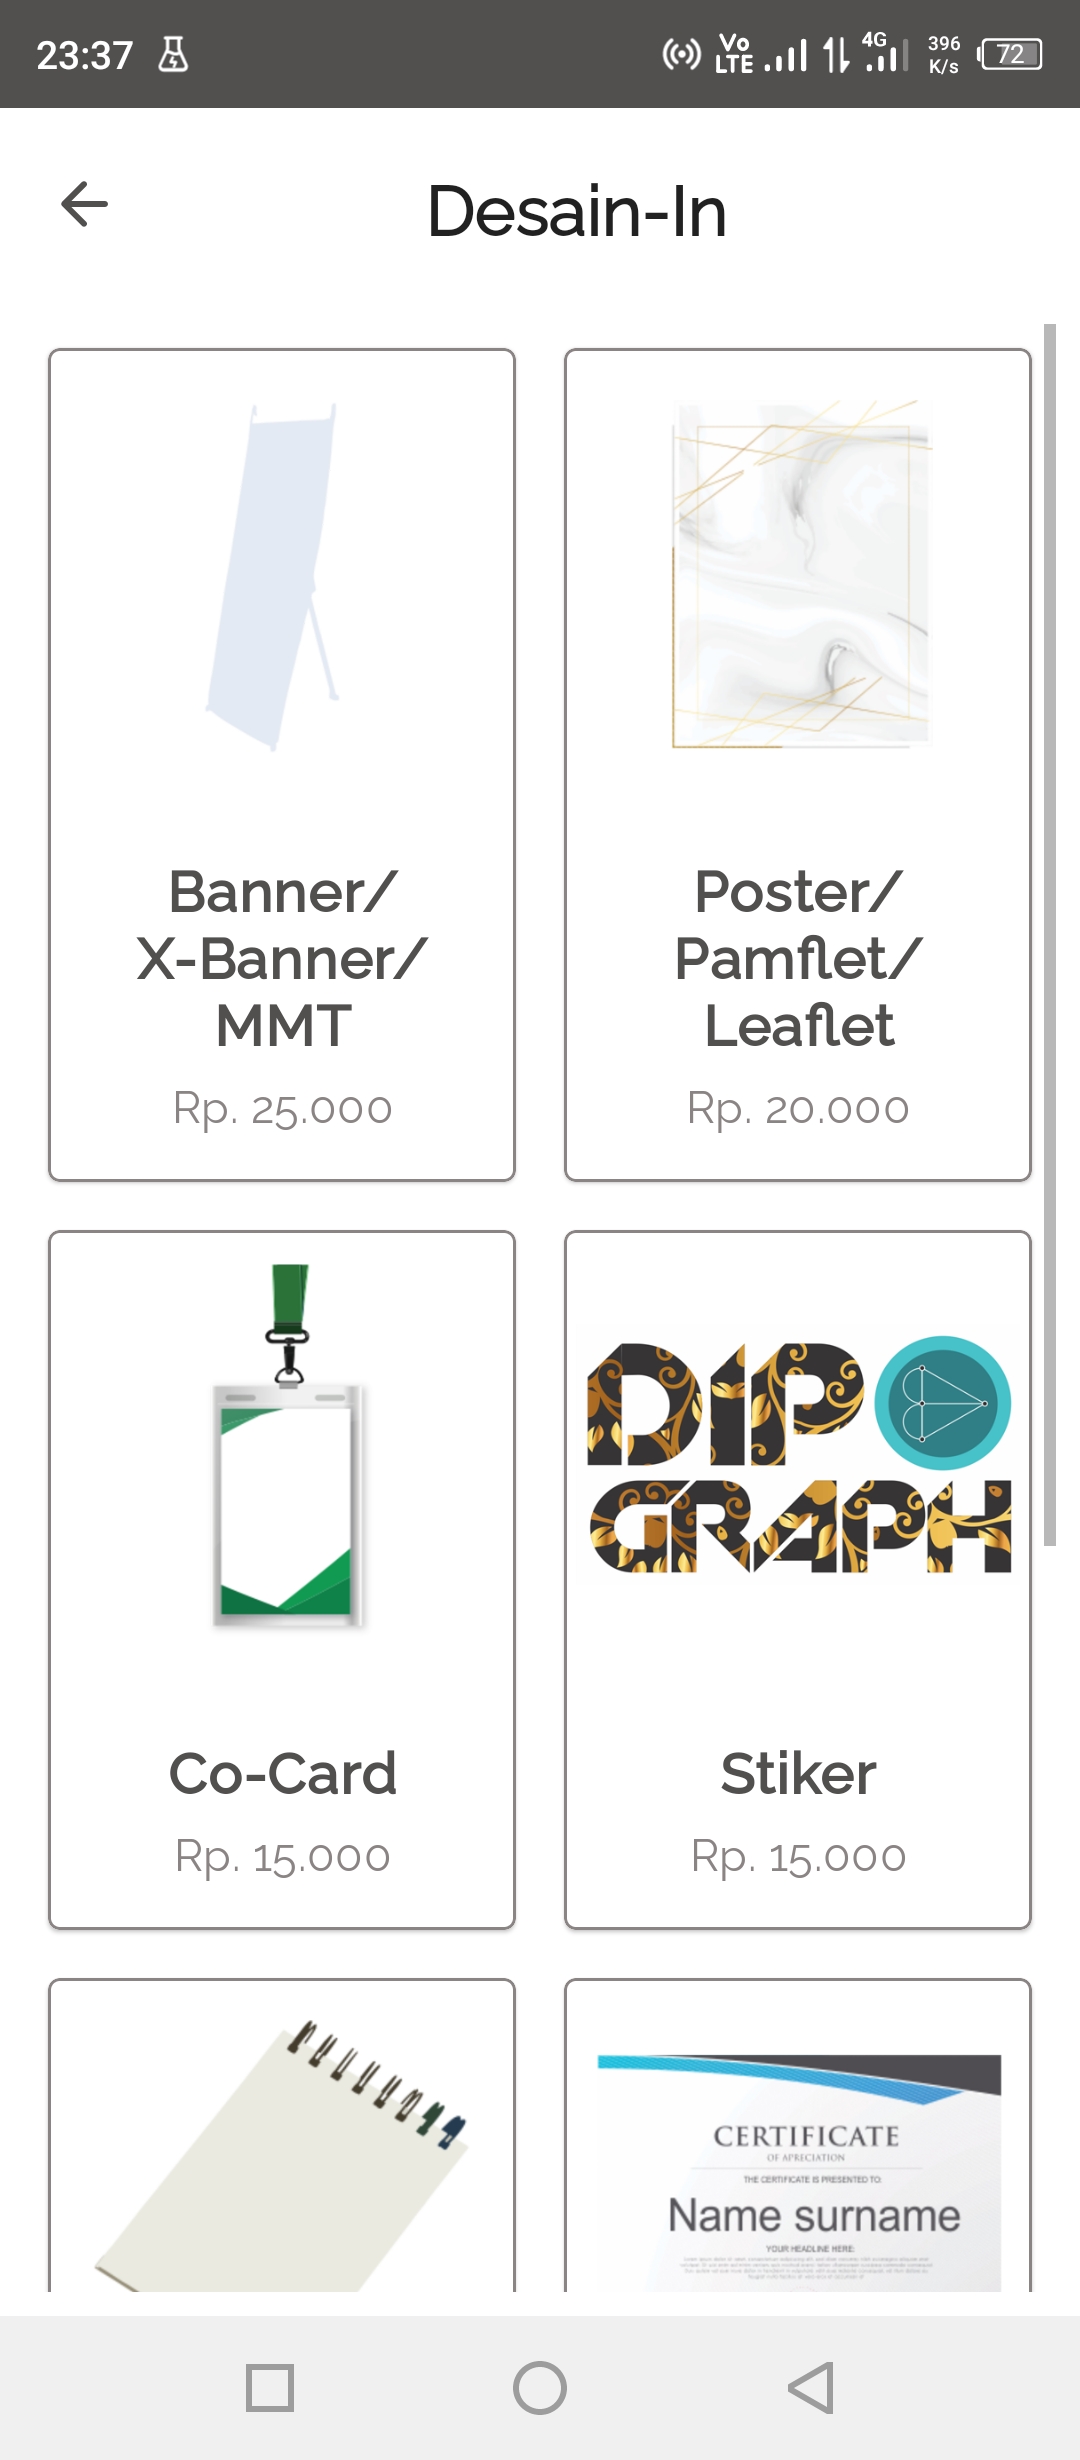 23:37
Vo
LTE
4G
396
K/s
72
Desain-In
Banner/
X-Banner/
MMT
Rp. 25.000
Poster/
Pamflet/
Leaflet
Rp. 20.000
Co-Card
Rp. 15.000
DIP
GRAPH
Stiker
Rp. 15.000
CERTIFICATE
OF APRECIATION
THE CERTIFICATE IS PRESENTED TO:
Name surname
YOUR HEADLINE HERE: